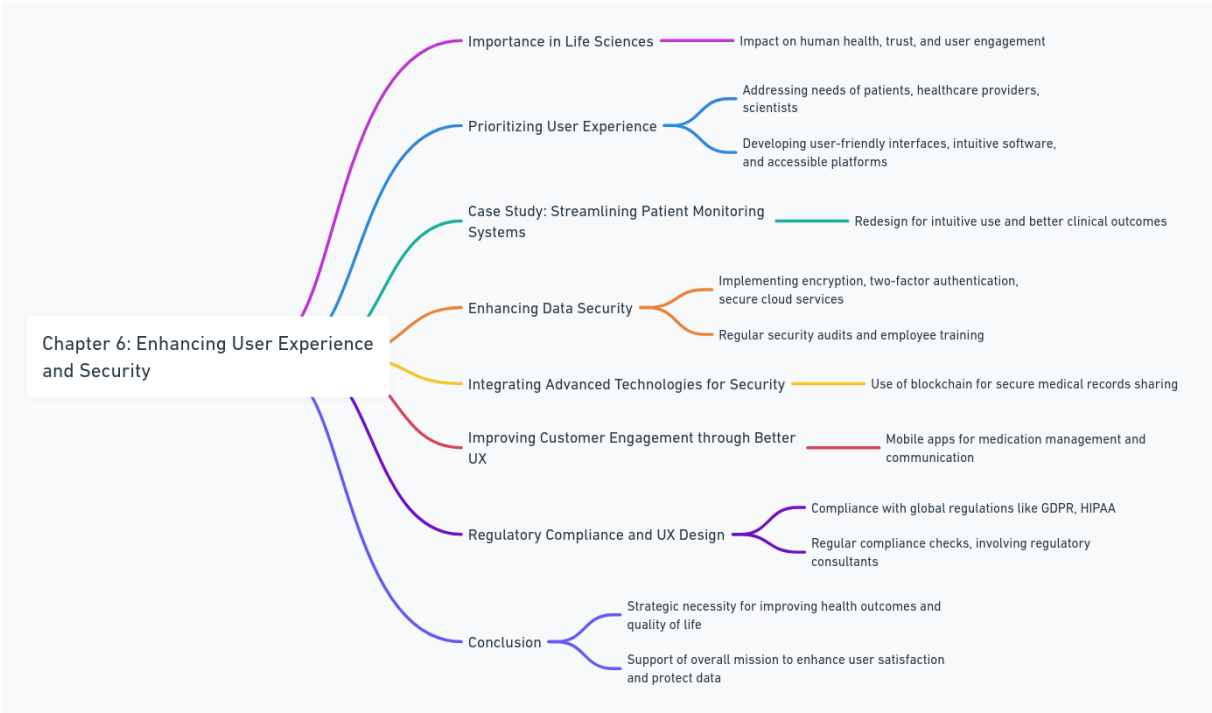 Importance in Life Sciences
Impact on human health, trust, and user engagement
Prioritizing User Experience
Addressing needs of patients, healthcare providers,
scientists
Developing user-friendly interfaces, intuitive software,
and accessible platforms
Case Study: Streamlining Patient Monitoring
Systems
Redesign for intuitive use and better clinical outcomes
Enhancing Data Security
Implementing encryption, two-factor authentication,
secure cloud services
Regular security audits and employee training
Chapter 6: Enhancing User Experience
and Security
Integrating Advanced Technologies for Security
Use of blockchain for secure medical records sharing
Improving Customer Engagement through Better
UX
Mobile apps for medication management and
communication
Regulatory Compliance and UX Design
Compliance with global regulations like GDPR, HIPAA
Regular compliance checks, involving regulatory
consultants
Conclusion
Strategic necessity for improving health outcomes and
quality of life
Support of overall mission to enhance user satisfaction
and protect data